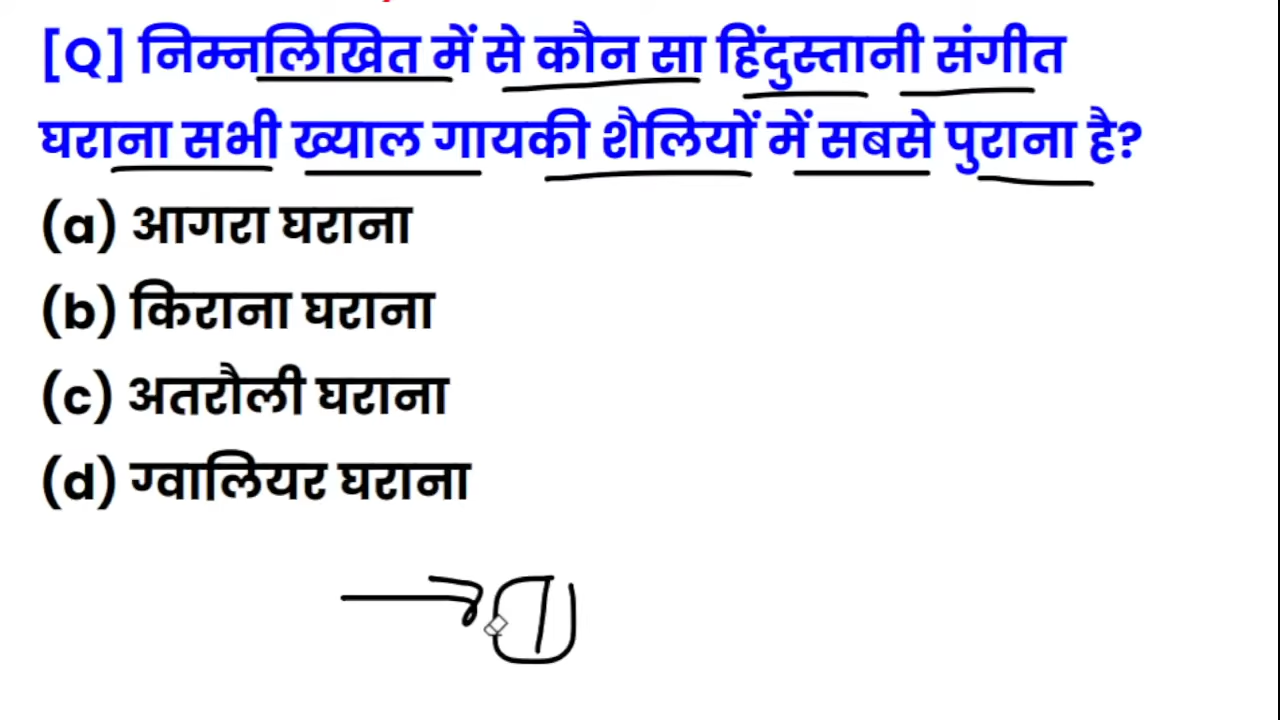 [Q] निम्नलिखित में से कौन सा हिंदुस्तानी संगीत
घराना सभी ख्याल गायकी शैलियों में सबसे पुराना है?
(a) आगरा घराना
(b) किराना घराना
(c) अतरौली घराना
(d) ग्वालियर घराना